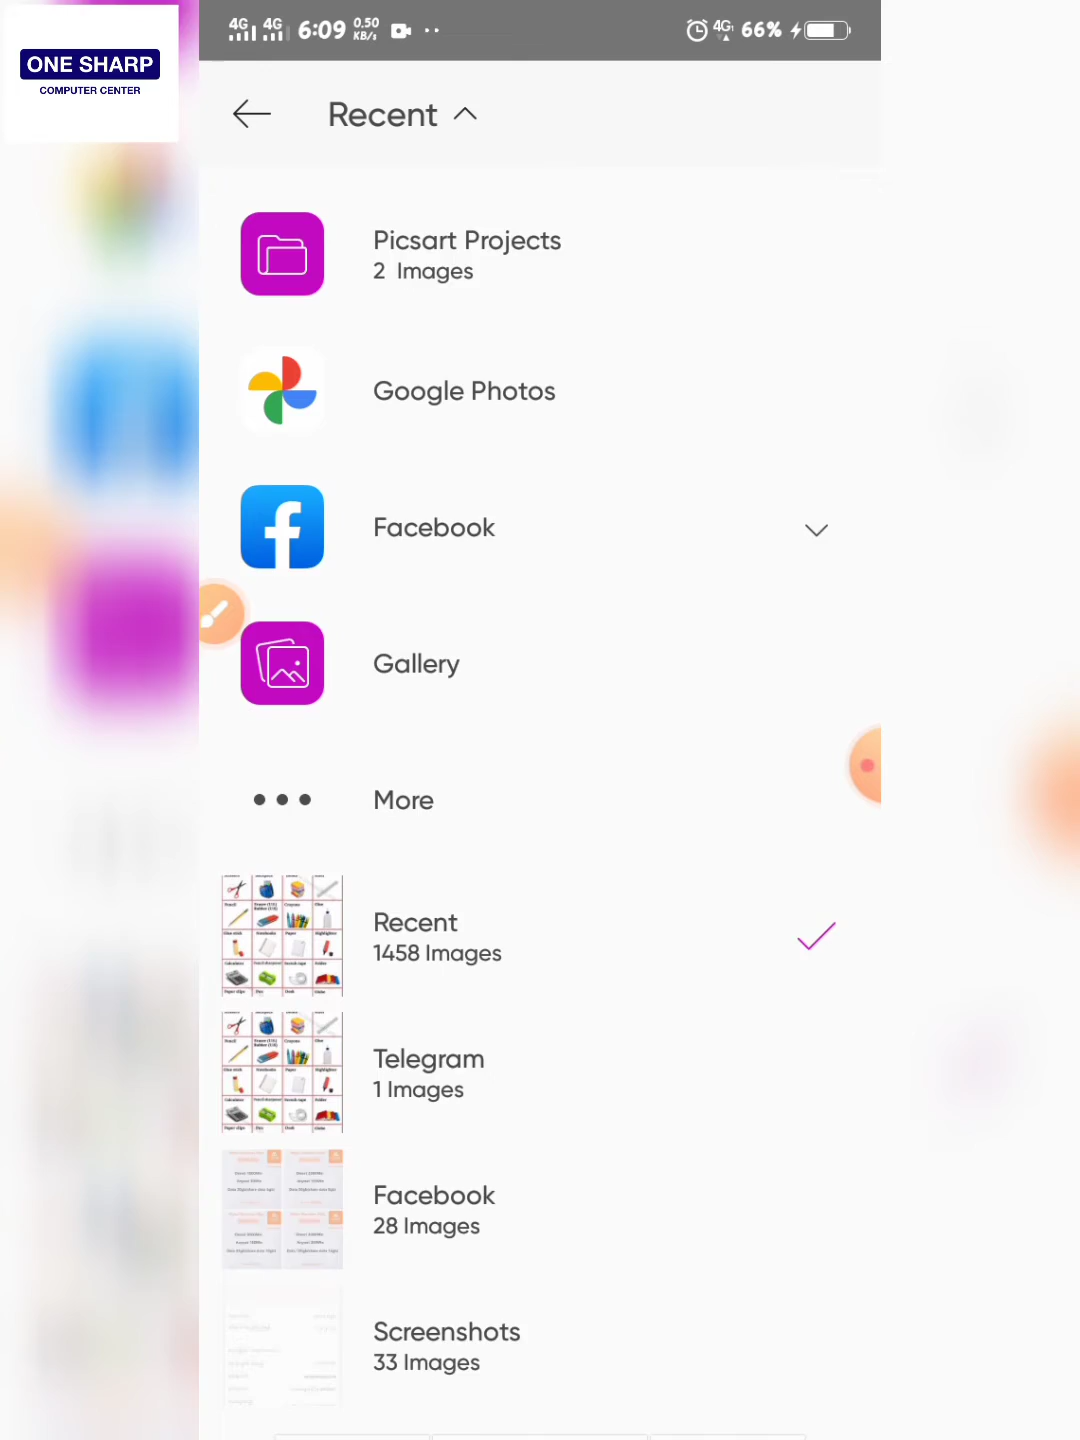 ONE SHARP
COMPUTER CENTER
4G 4G 6:09 0.50 KB/s 4G 66%
Recent
Picsart Projects
2 Images
Google Photos
Facebook
Gallery
More
Recent
1458 Images
Telegram
1 Images
Facebook
28 Images
Screenshots
33 Images